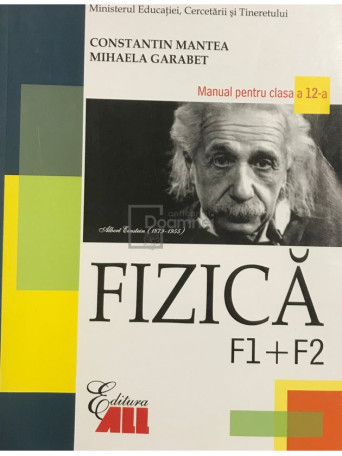 Ministerul Educației, Cercetării și Tineretului
CONSTANTIN MANTEA
MIHAELA GARABET
Manual pentru clasa a 12-a
Albert Einstein (1879-1955)
FIZICĂ
F1+F2
Editura
ALL